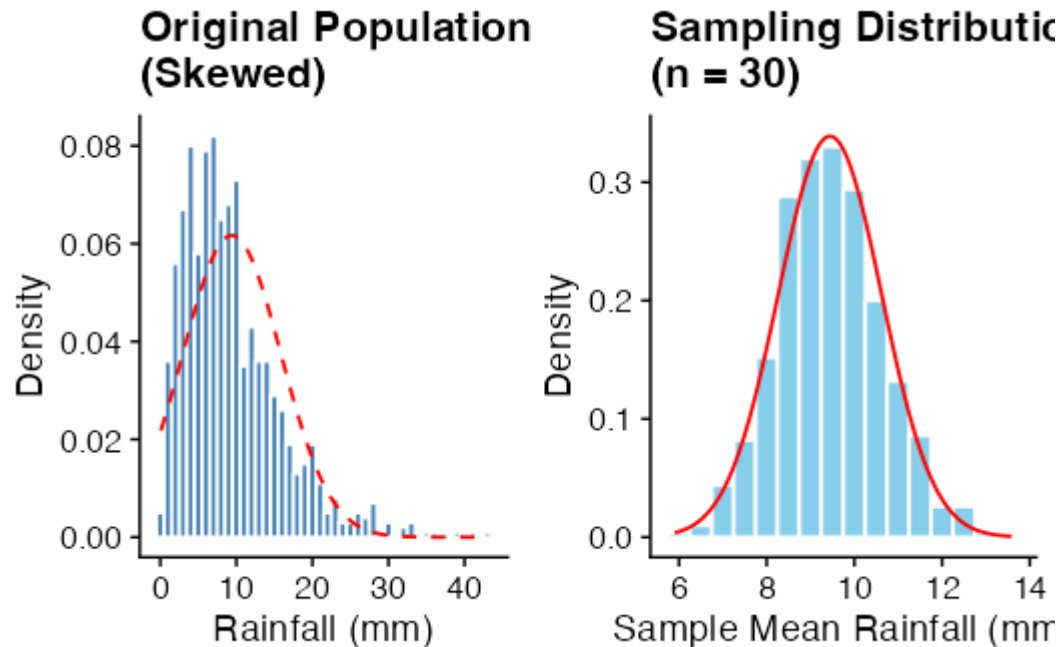 Original Population
(Skewed)
Density
0.08
0.06
0.04
0.02
0.00
0 10 20 30 40
Rainfall (mm)
Sampling Distributio
(n = 30)
Density
0.3
0.2
0.1
0.0
6 8 10 12 14
Sample Mean Rainfall (mm